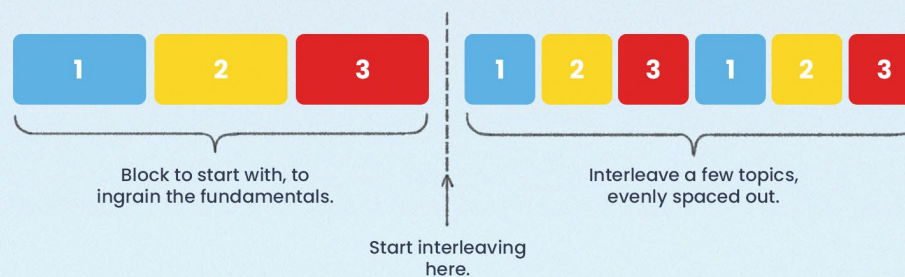 1 2 3 1 2 3 1 2 3
Block to start with, to
ingrain the fundamentals.
Interleave a few topics,
evenly spaced out.
Start interleaving
here.